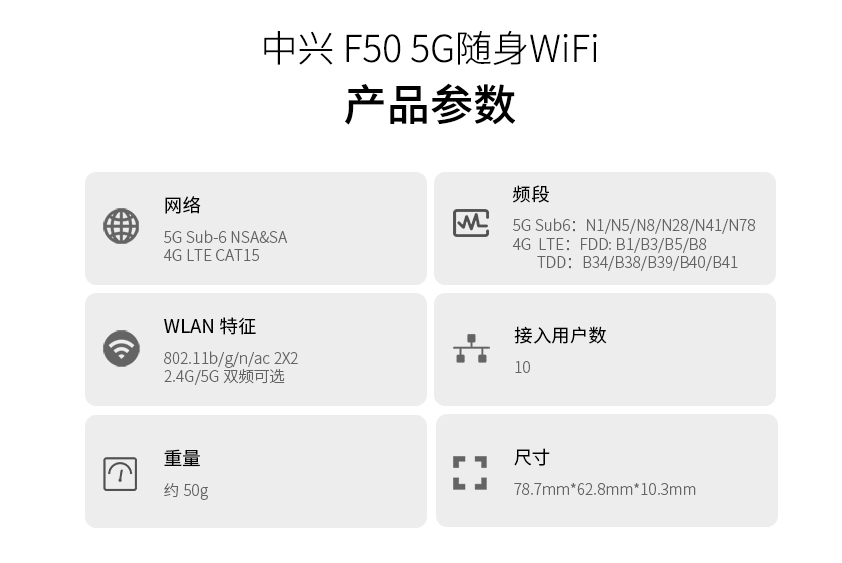 中兴 F50 5G随身WiFi
产品参数
网络
5G Sub-6 NSA&SA
4G LTE CAT15
频段
5G Sub6：N1/N5/N8/N28/N41/N78
4G LTE：FDD: B1/B3/B5/B8
TDD：B34/B38/B39/B40/B41
WLAN 特征
802.11b/g/n/ac 2X2
2.4G/5G 双频可选
接入用户数
10
重量
约 50g
尺寸
78.7mm*62.8mm*10.3mm